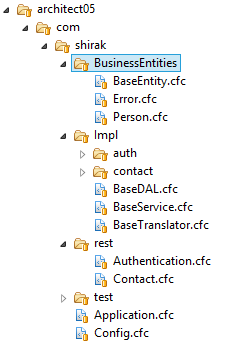 architect05
com
shirak
BusinessEntities
BaseEntity.cfc
Error.cfc
Person.cfc
Impl
auth
contact
BaseDAL.cfc
BaseService.cfc
BaseTranslator.cfc
rest
Authentication.cfc
Contact.cfc
test
Application.cfc
Config.cfc